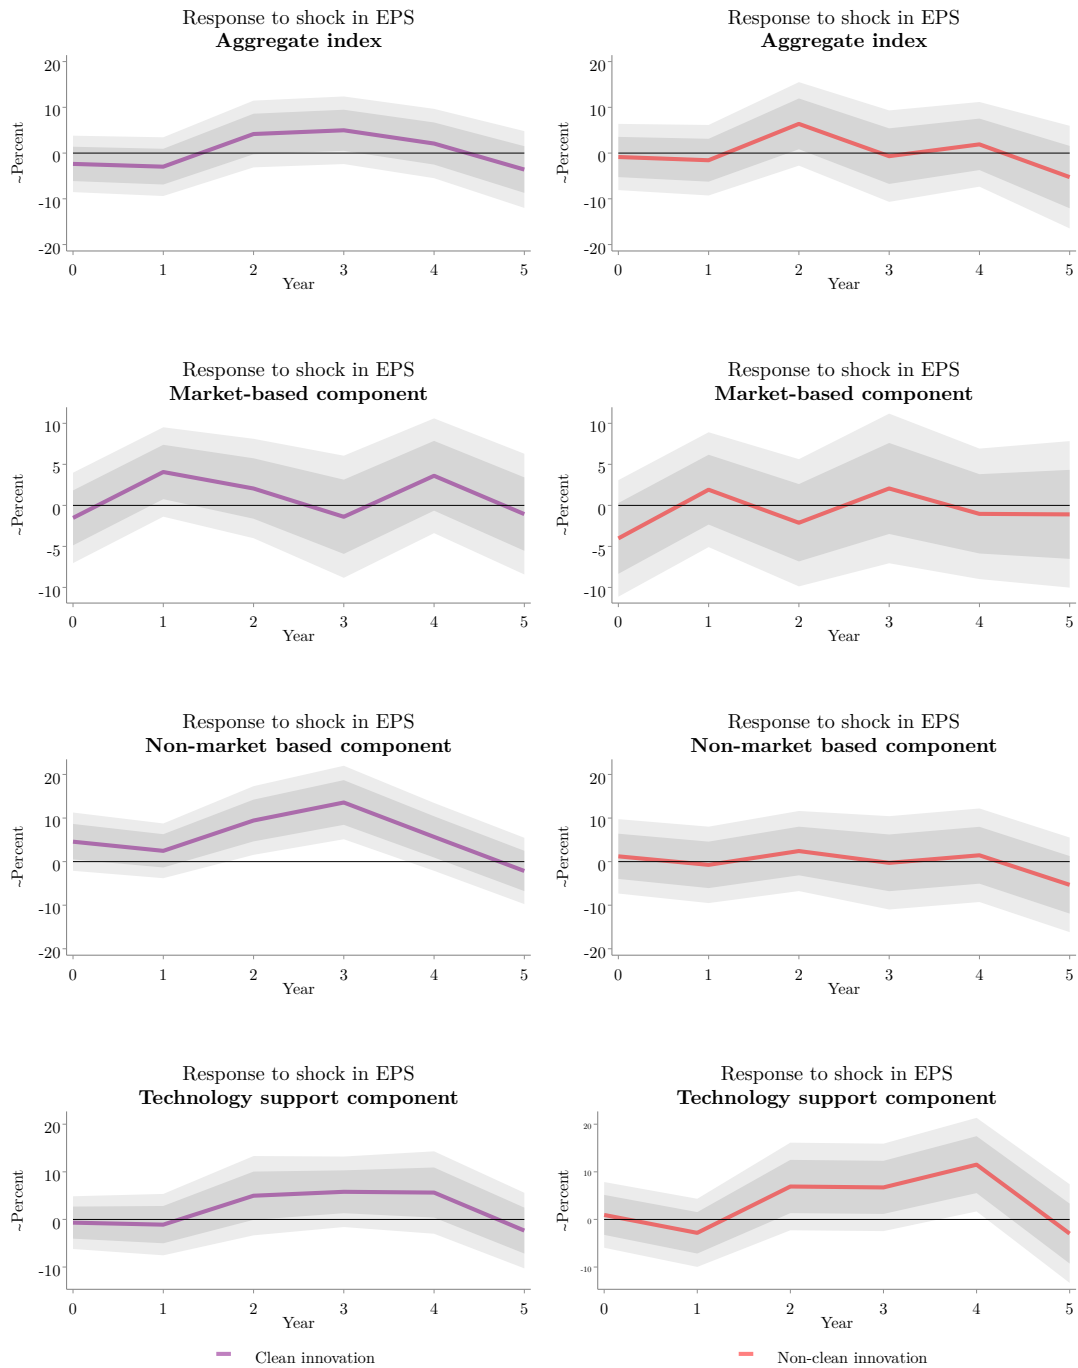 Response to shock in EPS
Aggregate index
~Percent
20
10
0
-10
-20
0 1 2 3 4 5
Year
Response to shock in EPS
Aggregate index
~Percent
20
10
0
-10
-20
0 1 2 3 4 5
Year
Response to shock in EPS
Market-based component
~Percent
10
5
0
-5
-10
0 1 2 3 4 5
Year
Response to shock in EPS
Market-based component
~Percent
10
5
0
-5
-10
0 1 2 3 4 5
Year
Response to shock in EPS
Non-market based component
~Percent
20
10
0
-10
-20
0 1 2 3 4 5
Year
Response to shock in EPS
Non-market based component
~Percent
20
10
0
-10
-20
0 1 2 3 4 5
Year
Response to shock in EPS
Technology support component
~Percent
20
10
0
-10
0 1 2 3 4 5
Year
Response to shock in EPS
Technology support component
~Percent
20
10
0
-10
0 1 2 3 4 5
Year
Clean innovation
Non-clean innovation